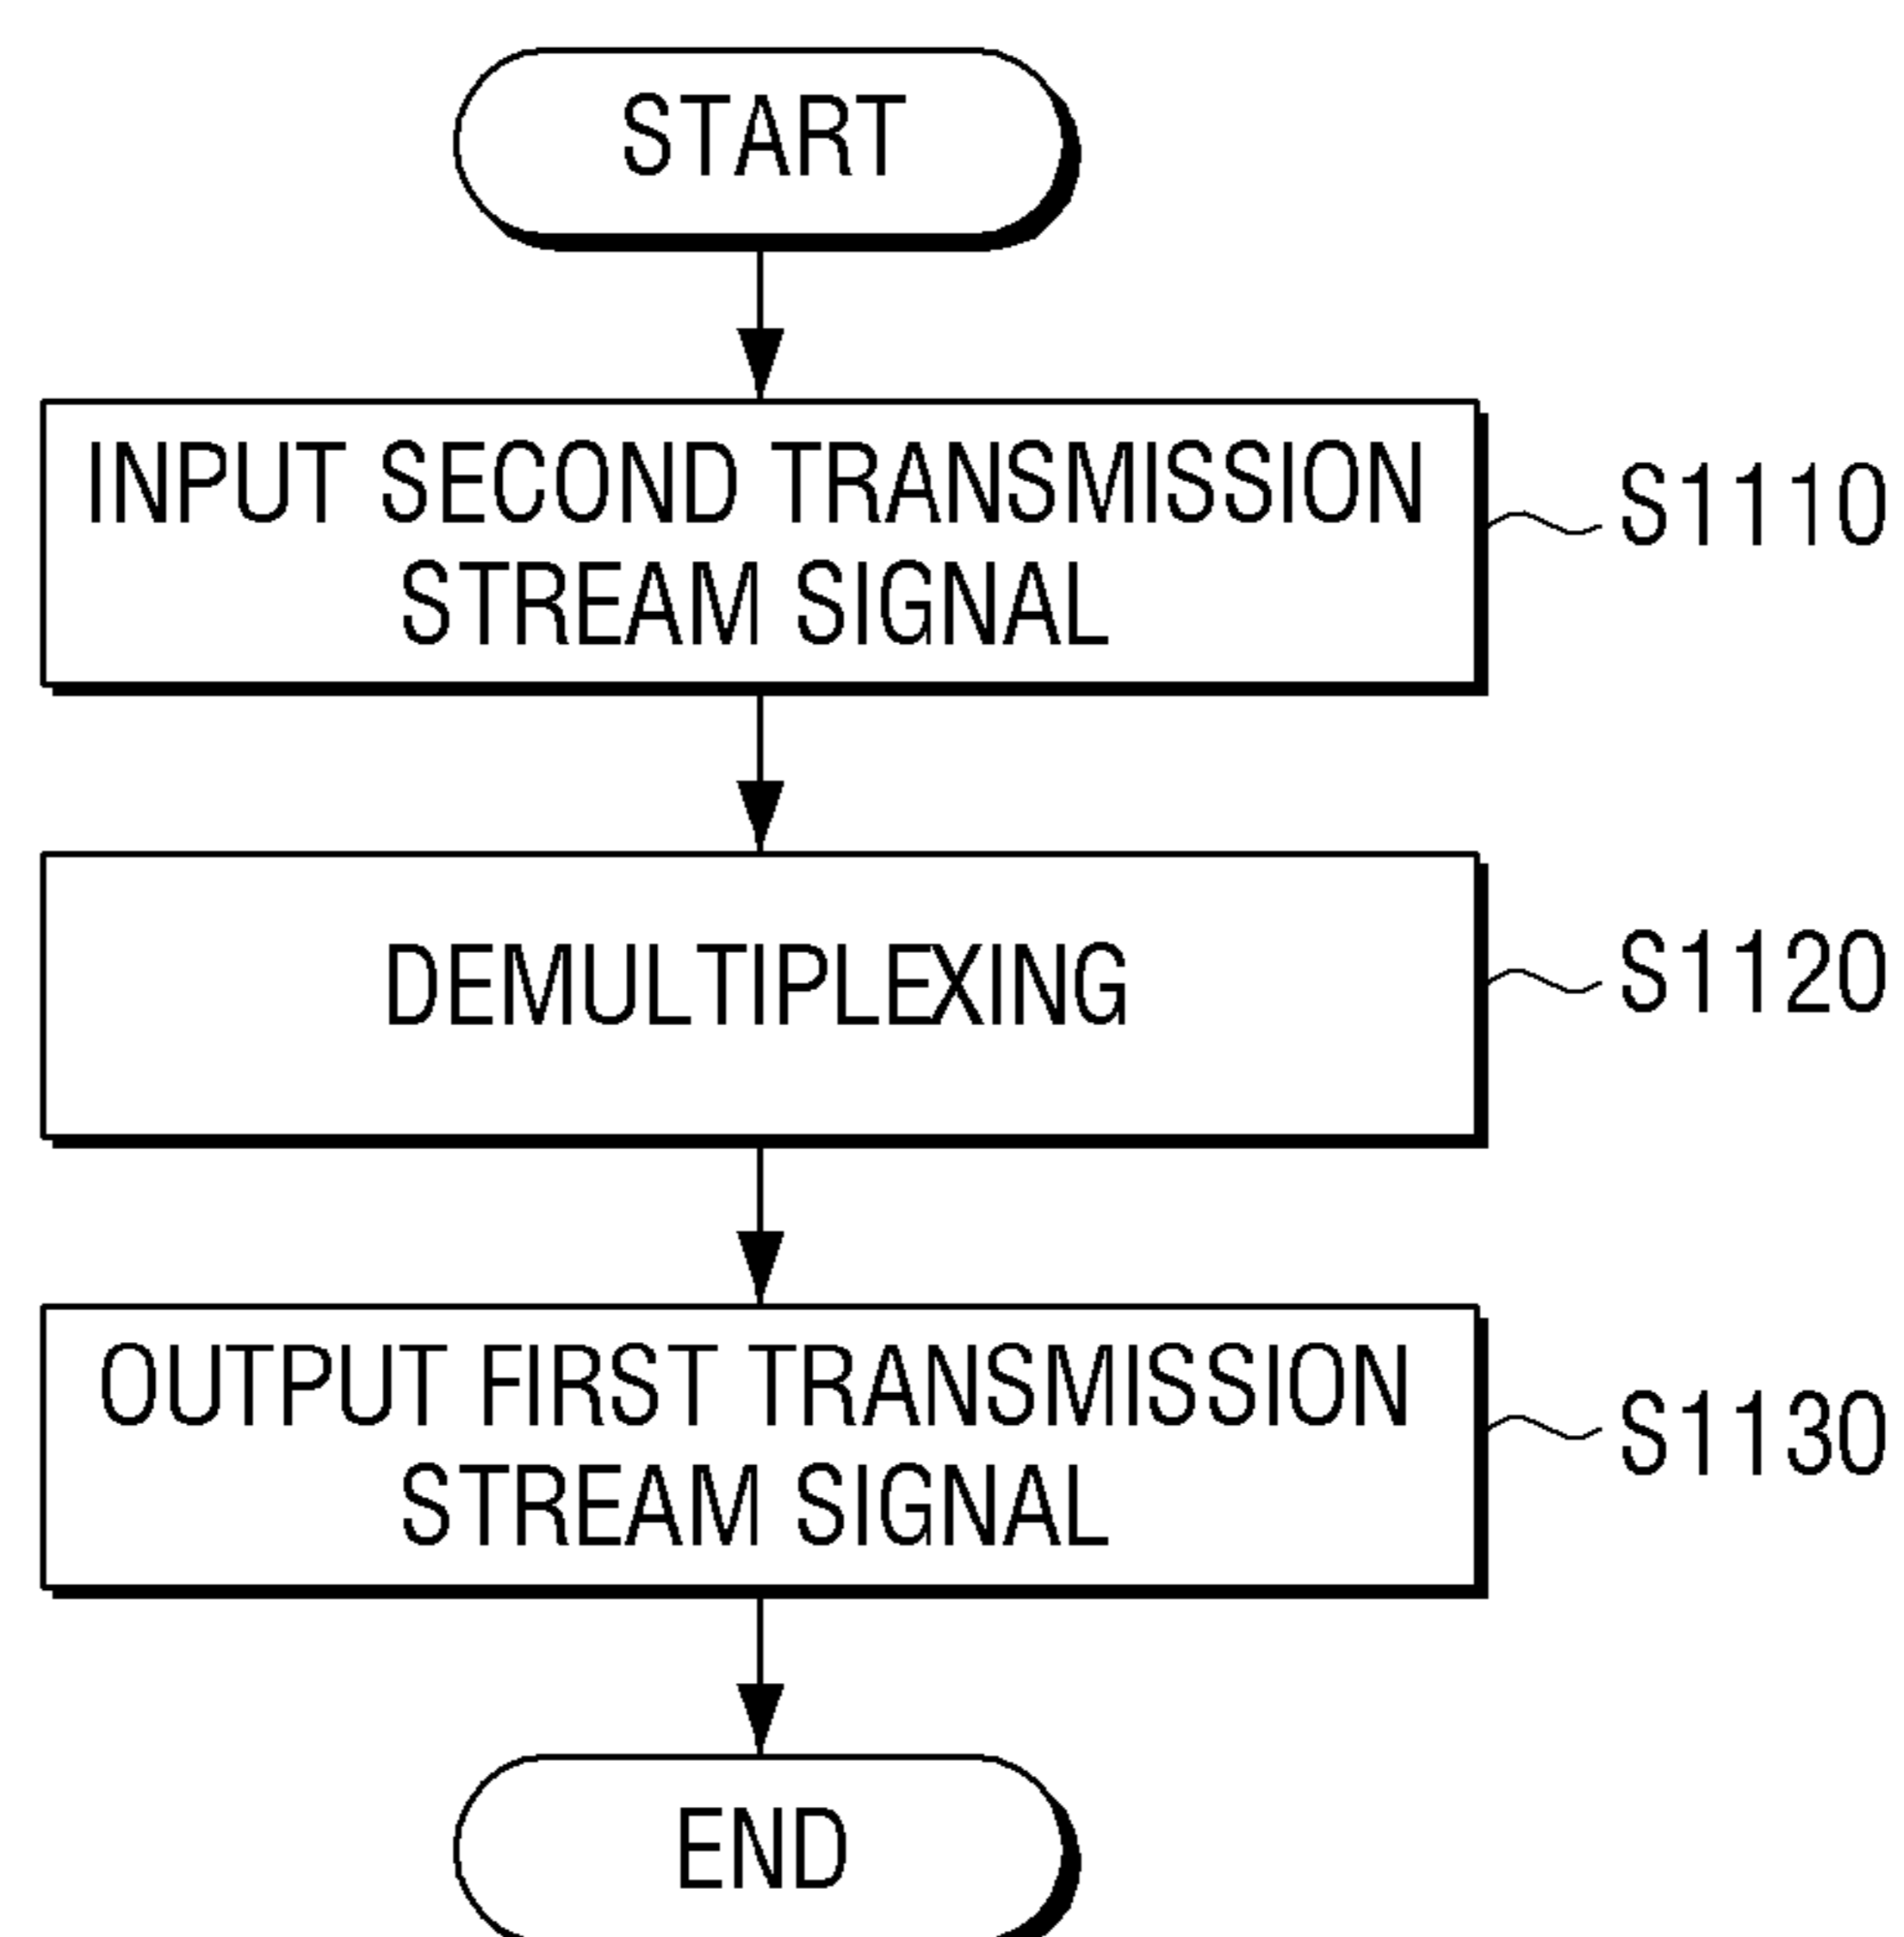 START
INPUT SECOND TRANSMISSION
STREAM SIGNAL
S1110
DEMULTIPLEXING
S1120
OUTPUT FIRST TRANSMISSION
STREAM SIGNAL
S1130
END